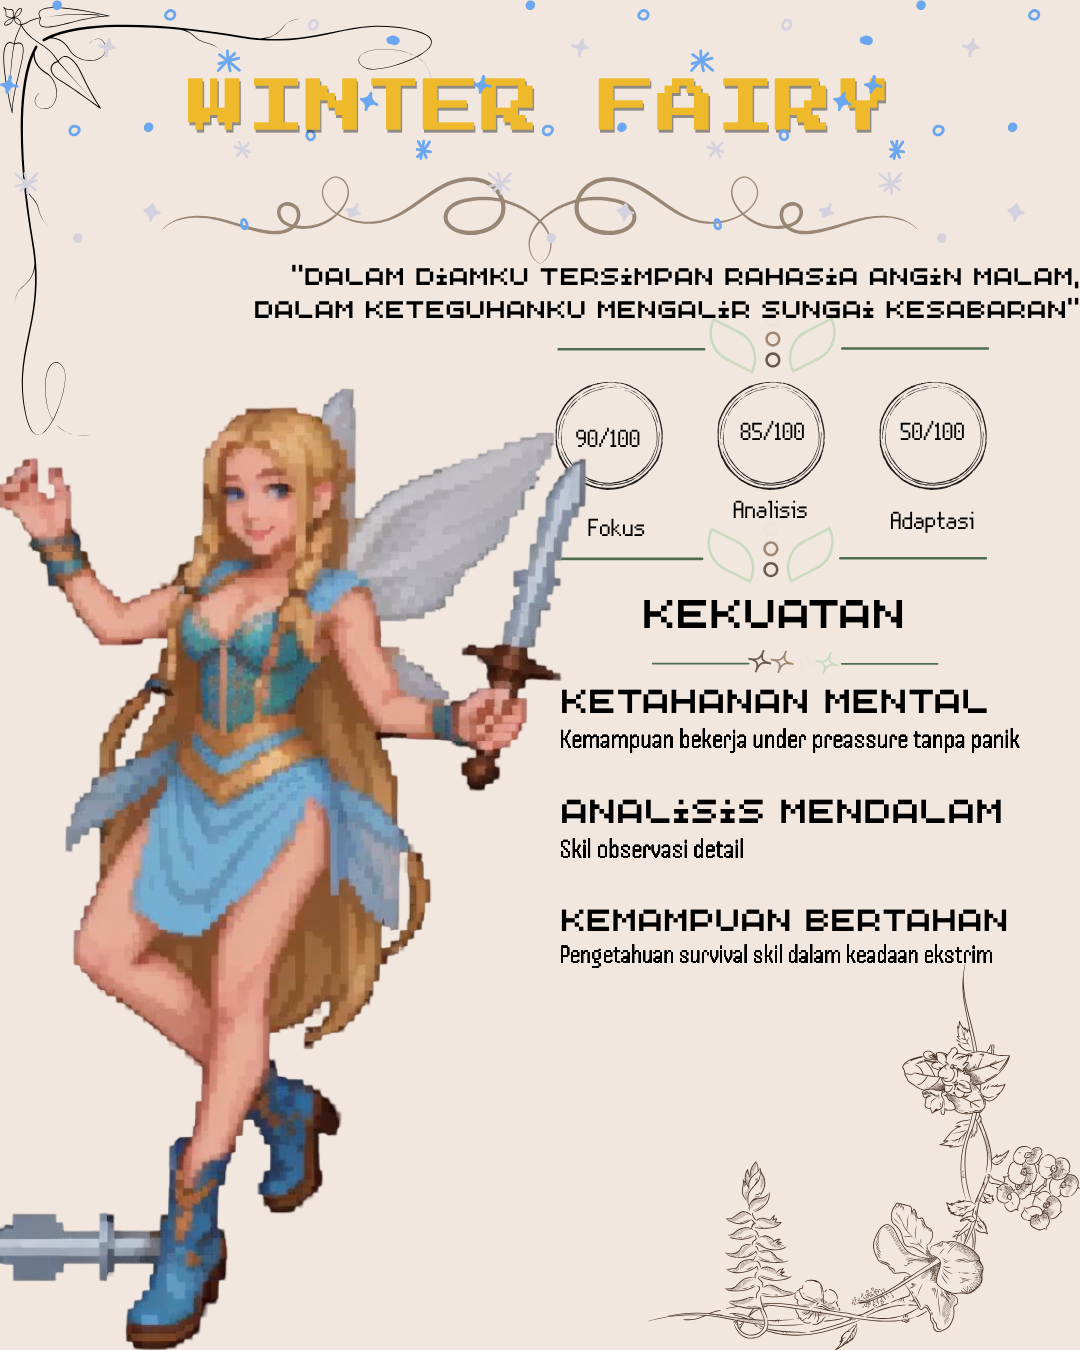 WINTER FAIRY
"DALAM DiAMKU TERSiMPAN RAHASiA ANGiN MALAM,
DALAM KETEGUHANKU MENGALiR SUNGAi KESABARAN"
90/100 85/100 50/100
Fokus Analisis Adaptasi
KEKUATAN
KETAHANAN MENTAL
Kemampuan bekerja under preassure tanpa panik
ANALiSiS MENDALAM
Skil observasi detail
KEMAMPUAN BERTAHAN
Pengetahuan survival skil dalam keadaan ekstrim